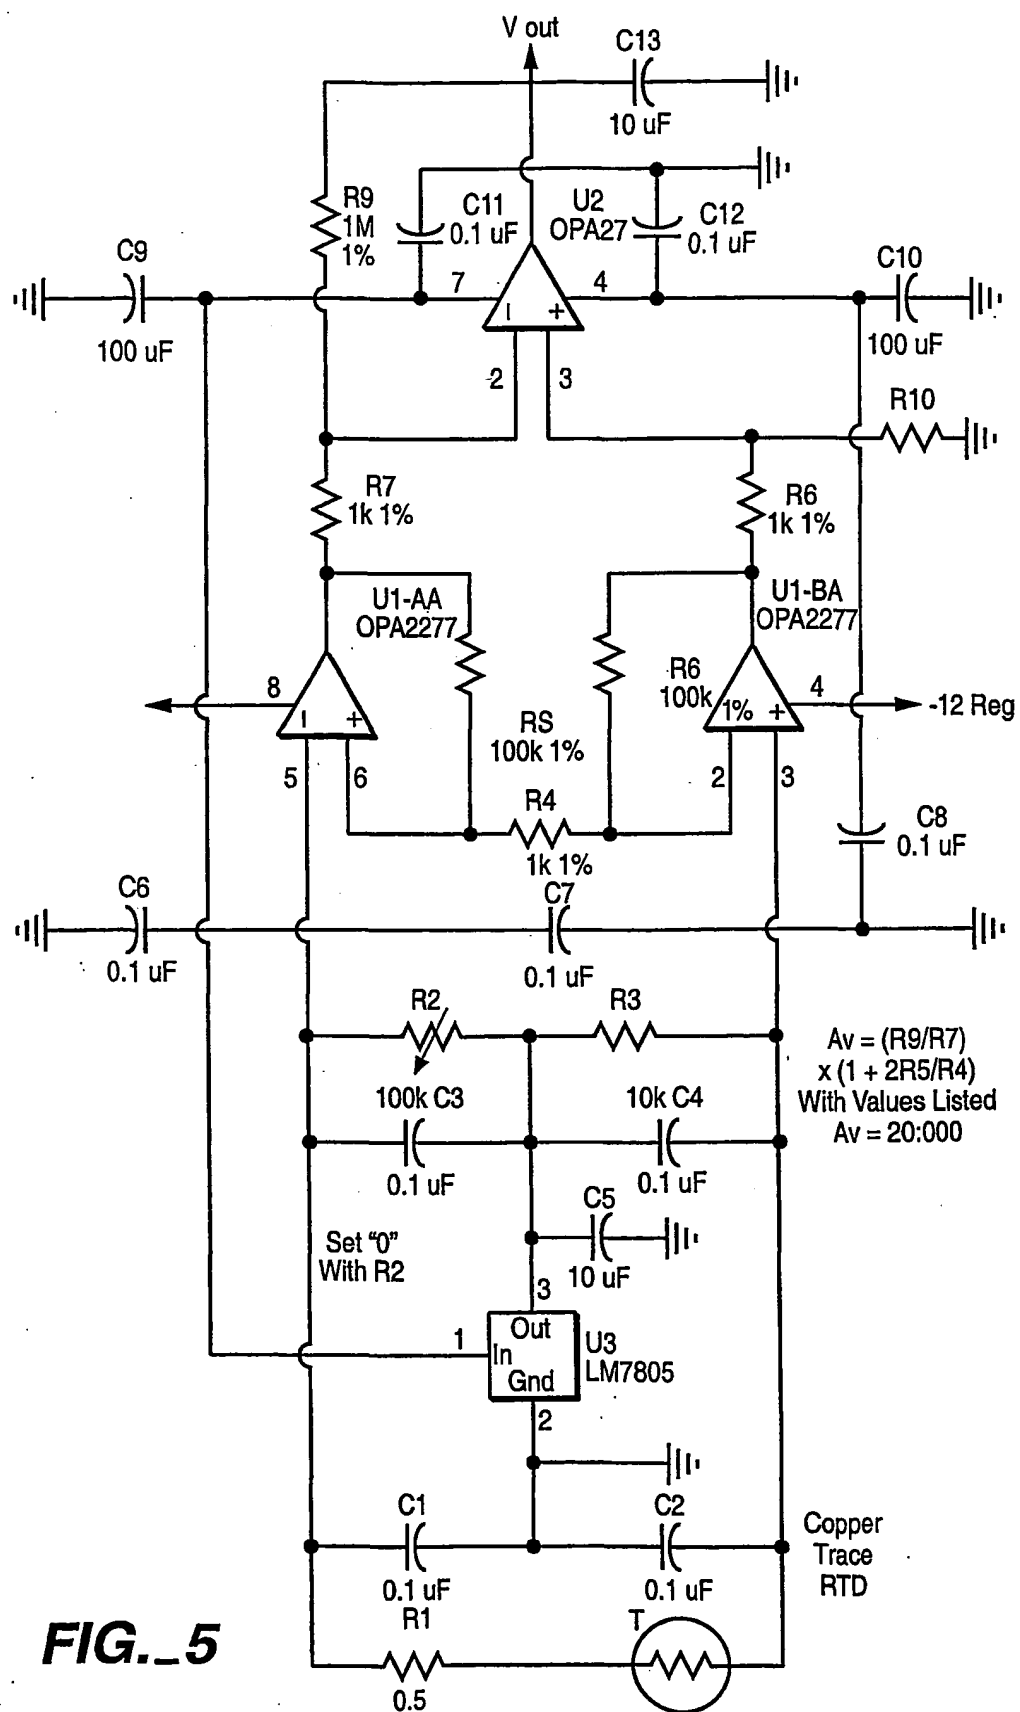 V out
C13
10 uF
R9
1M
1%
C11
0.1 uF
U2
OPA27
C12
0.1 uF
C9
100 uF
7
4
C10
100 uF
–
+
2
3
R10
R7
1k 1%
R6
1k 1%
U1-AA
OPA2277
U1-BA
OPA2277
8
–
+
R6
100k
1%
+
4
-12 Reg
RS
100k 1%
5
6
2
3
R4
1k 1%
C8
0.1 uF
C6
0.1 uF
C7
0.1 uF
R2
R3
100k C3
0.1 uF
10k C4
0.1 uF
Av = (R9/R7)
x (1 + 2R5/R4)
With Values Listed
Av = 20:000
C5
10 uF
Set "0"
With R2
3
1
Out
In
Gnd
U3
LM7805
2
C1
0.1 uF
C2
0.1 uF
Copper
Trace
RTD
R1
0.5
T
FIG._5